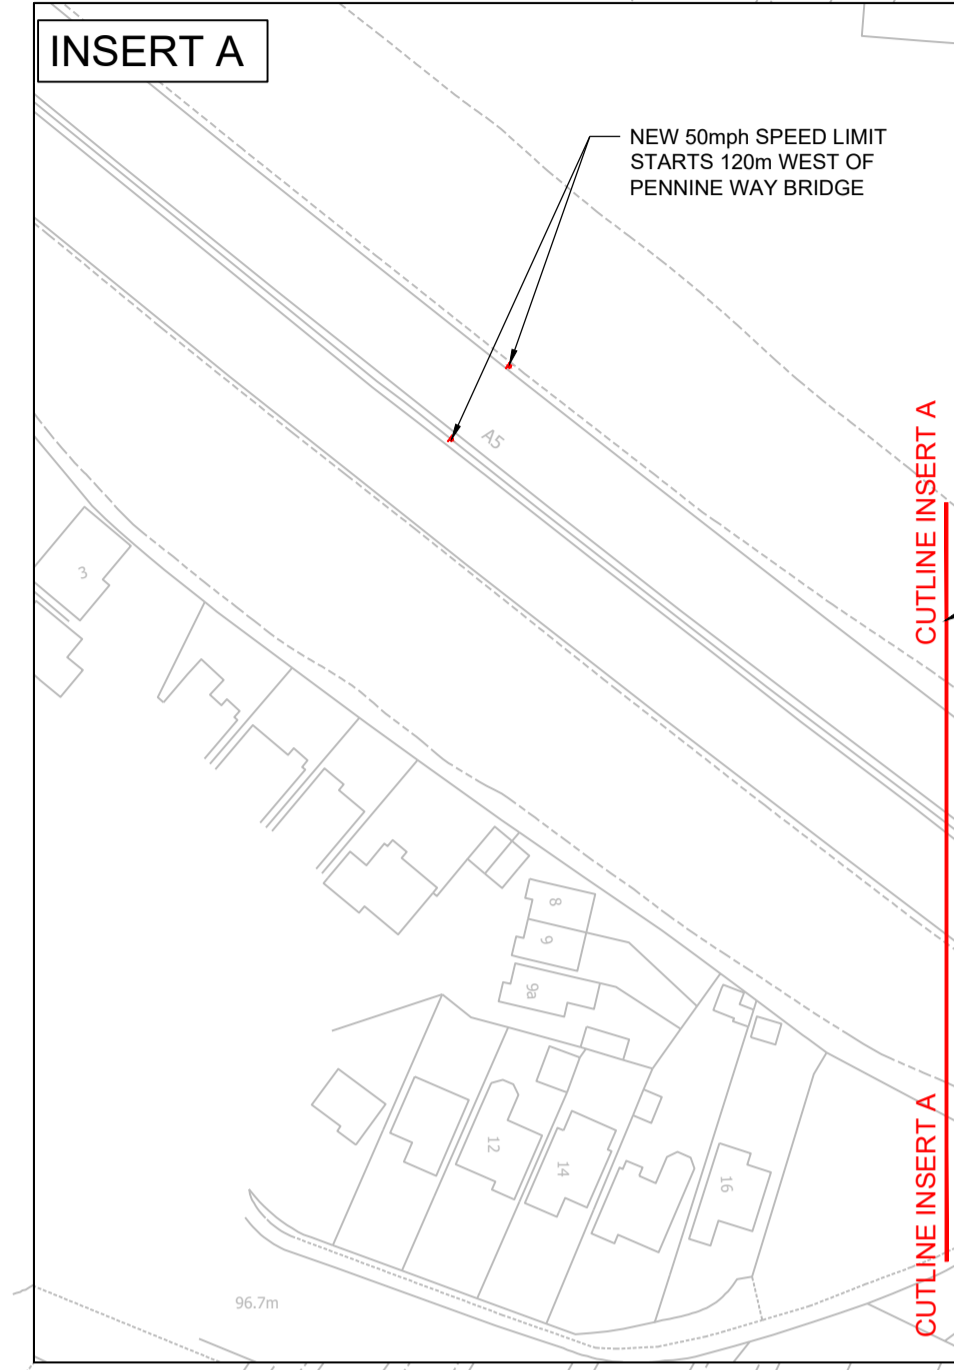 INSERT A
NEW 50mph SPEED LIMIT
STARTS 120m WEST OF
PENNINE WAY BRIDGE
A5
CUTLINE INSERT A
3
8
9
9a
12
14
16
CUTLINE INSERT A
96.7m